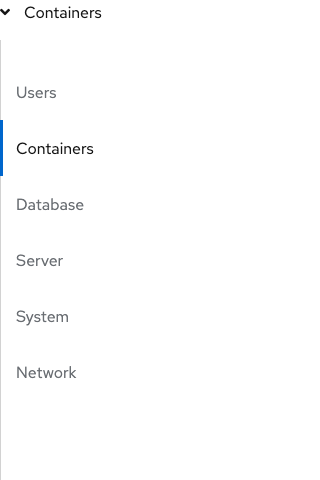 Containers
Users
Containers
Database
Server
System
Network